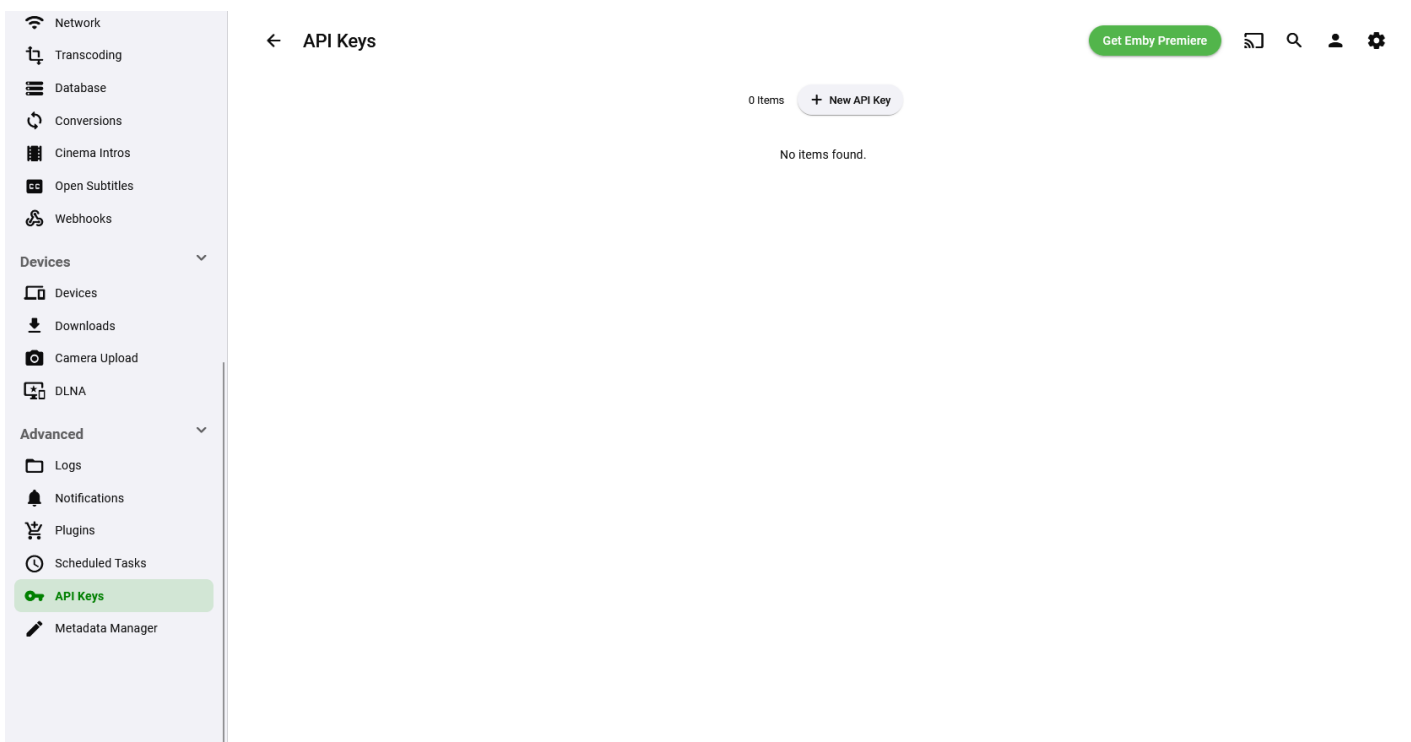 Network
Transcoding
Database
Conversions
Cinema Intros
CC Open Subtitles
Webhooks
Devices
Devices
Downloads
Camera Upload
DLNA
Advanced
Logs
Notifications
Plugins
Scheduled Tasks
API Keys
Metadata Manager
API Keys
Get Emby Premiere
0 Items
+ New API Key
No items found.